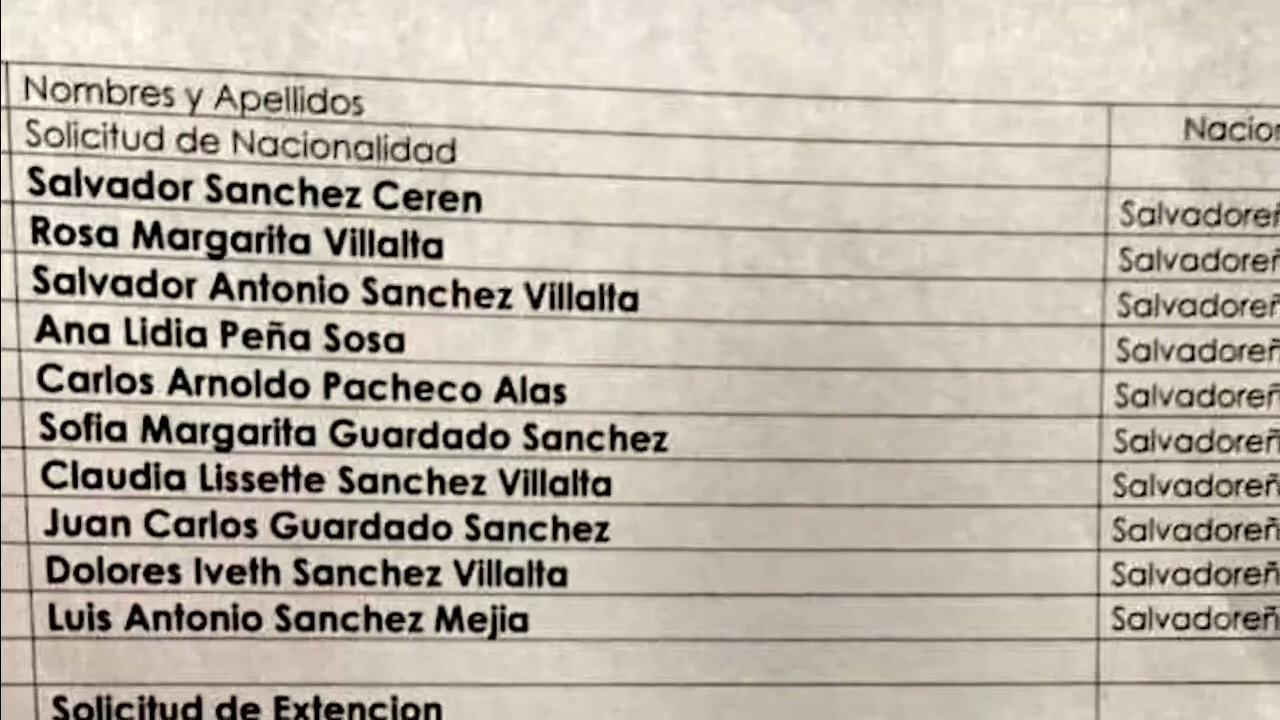 Nombres y Apellidos
Nacio
Solicitud de Nacionalidad
Salvador Sanchez Ceren Salvadoreñ
Rosa Margarita Villalta Salvadoreñ
Salvador Antonio Sanchez Villalta Salvadoreñ
Ana Lidia Peña Sosa Salvadoreñ
Carlos Arnoldo Pacheco Alas Salvadoreñ
Sofia Margarita Guardado Sanchez Salvadoreñ
Claudia Lissette Sanchez Villalta Salvadoreñ
Juan Carlos Guardado Sanchez Salvadoreñ
Dolores Iveth Sanchez Villalta Salvadoreñ
Luis Antonio Sanchez Mejia Salvadoreñ
Solicitud de Extencion